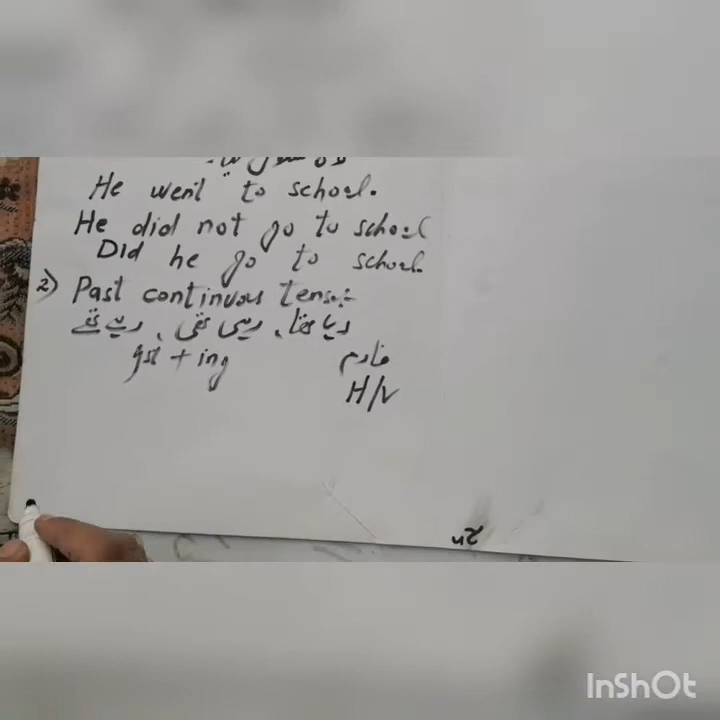 He went to school.
He did not go to school
Did he go to school.
2) Past continuous tense:-
رہا تھا، رہی تھی، رہے تھے
فارم 1st + ing
H/V
InShOt